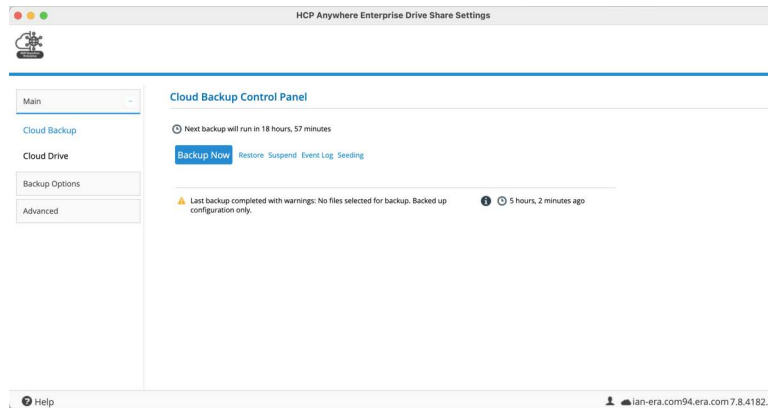 HCP Anywhere Enterprise Drive Share Settings
Main
Cloud Backup
Cloud Drive
Backup Options
Advanced
Cloud Backup Control Panel
Next backup will run in 18 hours, 57 minutes
Backup Now Restore Suspend Event Log Seeding
Last backup completed with warnings: No files selected for backup. Backed up
configuration only.
5 hours, 2 minutes ago
Help
ian-era.com94.era.com 7.8.4182.